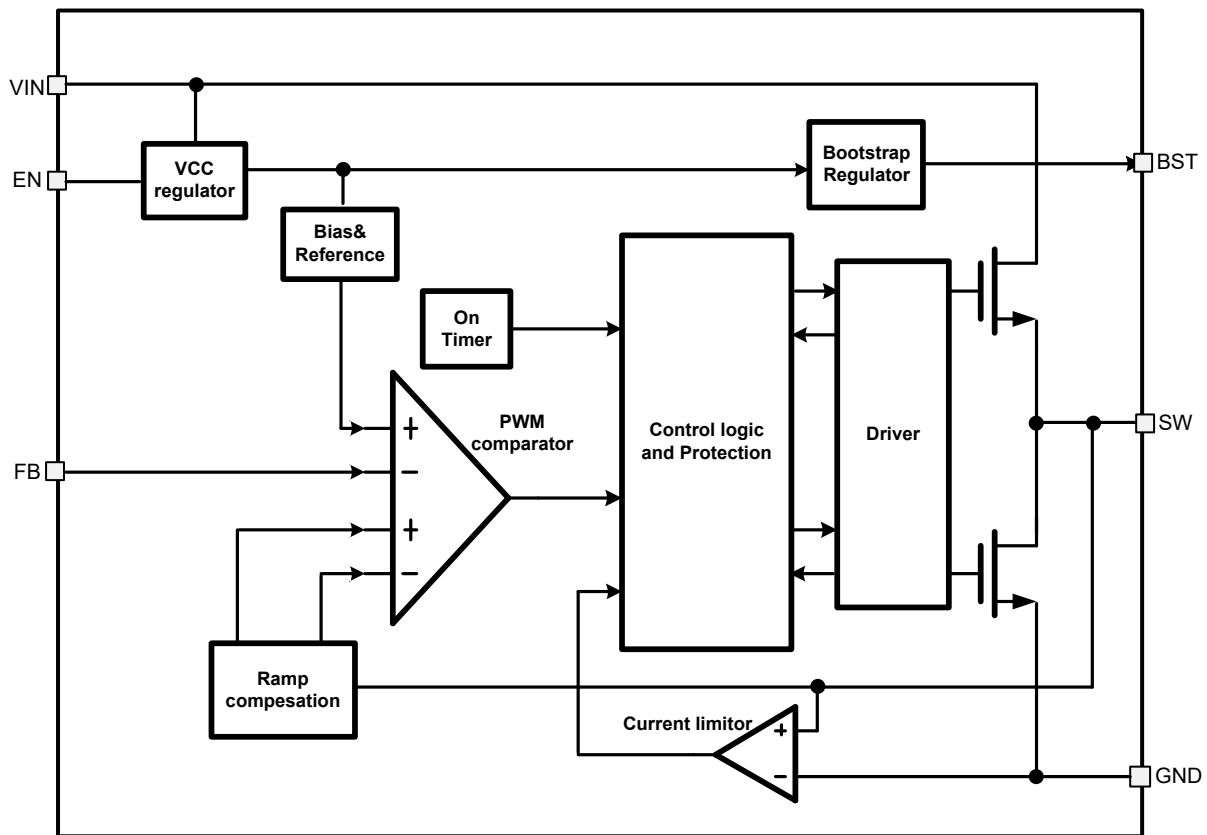 VIN
VCC
regulator
EN
Bootstrap
Regulator
BST
Bias&
Reference
On
Timer
+
PWM
comparator
−
FB
+
−
Control logic
and Protection
Driver
SW
Ramp
compesation
Current limitor
+
−
GND